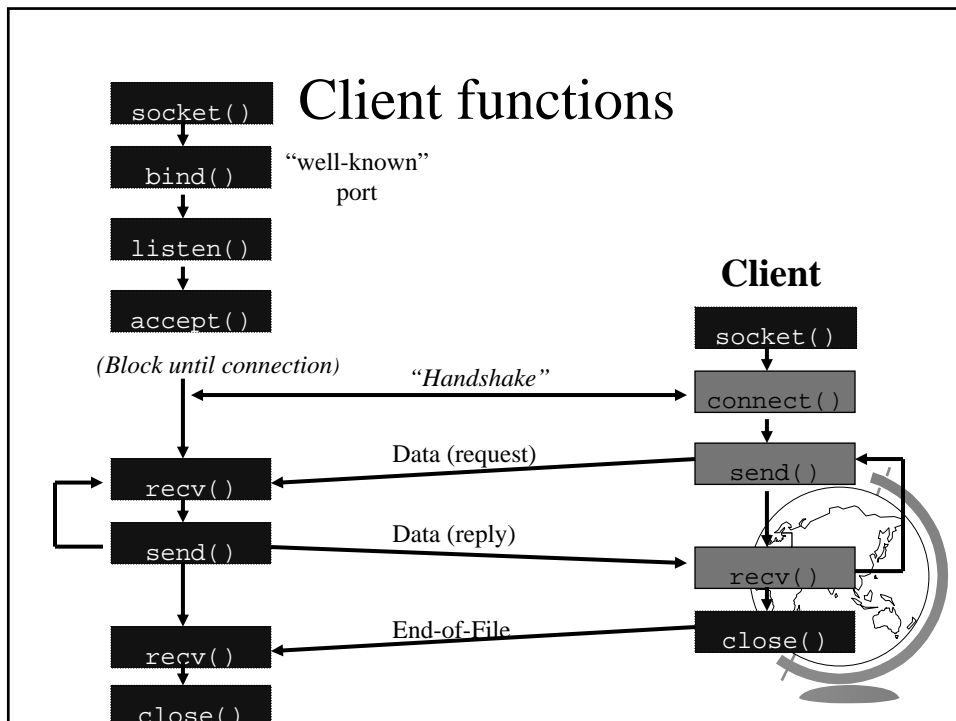 Client functions
socket()
bind()
“well-known”
port
listen()
accept()
(Block until connection)
recv()
send()
recv()
close()
“Handshake”
Data (request)
Data (reply)
End-of-File
Client
socket()
connect()
send()
recv()
close()